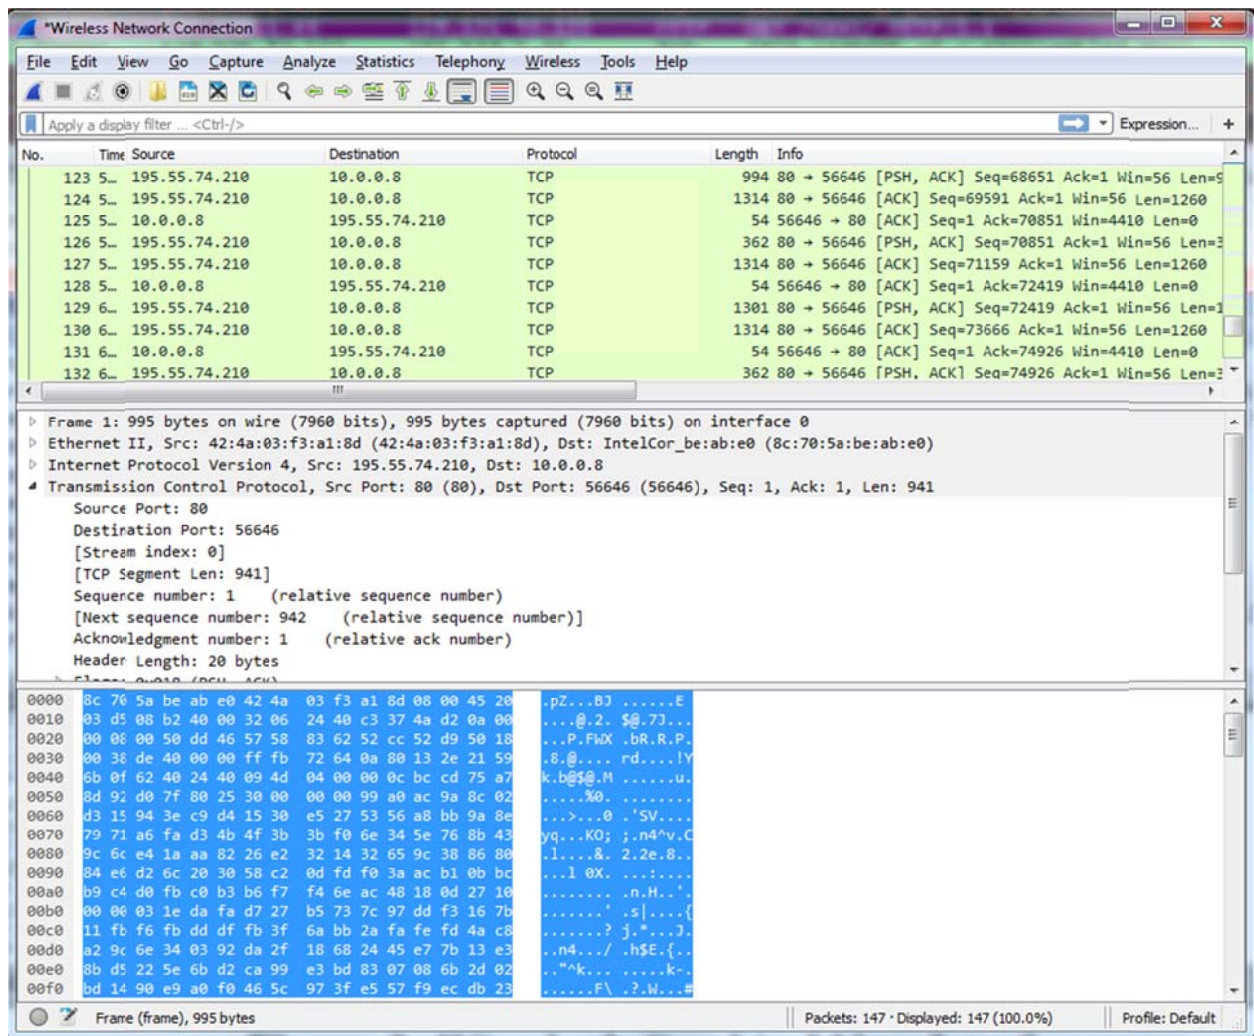 *Wireless Network Connection
File Edit View Go Capture Analyze Statistics Telephony Wireless Tools Help
Apply a display filter ... <Ctrl-/> Expression... +
No. Time Source Destination Protocol Length Info
123 5… 195.55.74.210 10.0.0.8 TCP 994 80 → 56646 [PSH, ACK] Seq=68651 Ack=1 Win=56 Len=9
124 5… 195.55.74.210 10.0.0.8 TCP 1314 80 → 56646 [ACK] Seq=69591 Ack=1 Win=56 Len=1260
125 5… 10.0.0.8 195.55.74.210 TCP 54 56646 → 80 [ACK] Seq=1 Ack=70851 Win=4410 Len=0
126 5… 195.55.74.210 10.0.0.8 TCP 362 80 → 56646 [PSH, ACK] Seq=70851 Ack=1 Win=56 Len=3
127 5… 195.55.74.210 10.0.0.8 TCP 1314 80 → 56646 [ACK] Seq=71159 Ack=1 Win=56 Len=1260
128 5… 10.0.0.8 195.55.74.210 TCP 54 56646 → 80 [ACK] Seq=1 Ack=72419 Win=4410 Len=0
129 6… 195.55.74.210 10.0.0.8 TCP 1301 80 → 56646 [PSH, ACK] Seq=72419 Ack=1 Win=56 Len=1
130 6… 195.55.74.210 10.0.0.8 TCP 1314 80 → 56646 [ACK] Seq=73666 Ack=1 Win=56 Len=1260
131 6… 10.0.0.8 195.55.74.210 TCP 54 56646 → 80 [ACK] Seq=1 Ack=74926 Win=4410 Len=0
132 6… 195.55.74.210 10.0.0.8 TCP 362 80 → 56646 [PSH, ACK] Seq=74926 Ack=1 Win=56 Len=3
Frame 1: 995 bytes on wire (7960 bits), 995 bytes captured (7960 bits) on interface 0
Ethernet II, Src: 42:4a:03:f3:a1:8d (42:4a:03:f3:a1:8d), Dst: IntelCor_be:ab:e0 (8c:70:5a:be:ab:e0)
Internet Protocol Version 4, Src: 195.55.74.210, Dst: 10.0.0.8
Transmission Control Protocol, Src Port: 80 (80), Dst Port: 56646 (56646), Seq: 1, Ack: 1, Len: 941
Source Port: 80
Destination Port: 56646
[Stream index: 0]
[TCP Segment Len: 941]
Sequence number: 1 (relative sequence number)
[Next sequence number: 942 (relative sequence number)]
Acknowledgment number: 1 (relative ack number)
Header Length: 20 bytes
Flags: 0x018 (PSH, ACK)
0000 8c 70 5a be ab e0 42 4a 03 f3 a1 8d 08 00 45 20 .pZ...BJ ......E
0010 03 d5 08 b2 40 00 32 06 24 40 c3 37 4a d2 0a 00 ....@.2. $@.7J...
0020 00 08 00 50 dd 46 57 58 83 62 52 cc 52 d9 50 18 ...P.FWX .bR.R.P.
0030 00 38 de 40 00 00 ff fb 72 64 0a 80 13 2e 21 59 .8.@.... rd....!Y
0040 6b 0f 62 40 24 40 09 4d 04 00 00 0c bc cd 75 a7 k.b@$@.M ......u.
0050 8d 92 d0 7f 80 25 30 00 00 00 99 a0 ac 9a 8c 02 .....%0. ........
0060 d3 15 94 3e c9 d4 15 30 e5 27 53 56 a8 bb 9a 8e ...>...0 .'SV....
0070 79 71 a6 fa d3 4b 4f 3b 3b f0 6e 34 5e 76 8b 43 yq...KO; ;.n4^v.C
0080 9c 6c e4 1a aa 82 26 e2 32 14 32 65 9c 38 86 80 .l....&. 2.2e.8..
0090 84 e6 d2 6c 20 30 58 c2 0d fd f0 3a ac b1 0b bc ...l 0X. ...:....
00a0 b9 c4 d0 fb c0 b3 b6 f7 f4 6e ac 48 18 0d 27 10 ........ .n.H..'.
00b0 00 00 03 1e da fa d7 27 b5 73 7c 97 dd f3 16 7b .......' .s|....{
00c0 11 fb f6 fb dd df fb 3f 6a bb 2a fa fe fd 4a c8 .......? j.*...J.
00d0 a2 9c 6e 34 03 92 da 2f 18 68 24 45 e7 7b 13 e3 ..n4.../ .h$E.{..
00e0 8b d5 22 5e 6b d2 ca 99 e3 bd 83 07 08 6b 2d 02 .."^k... .....k-.
00f0 bd 14 90 e9 a0 f0 46 5c 97 3f e5 57 f9 ec db 23 ......F\ .?.W...#
Frame (frame), 995 bytes Packets: 147 · Displayed: 147 (100.0%) Profile: Default